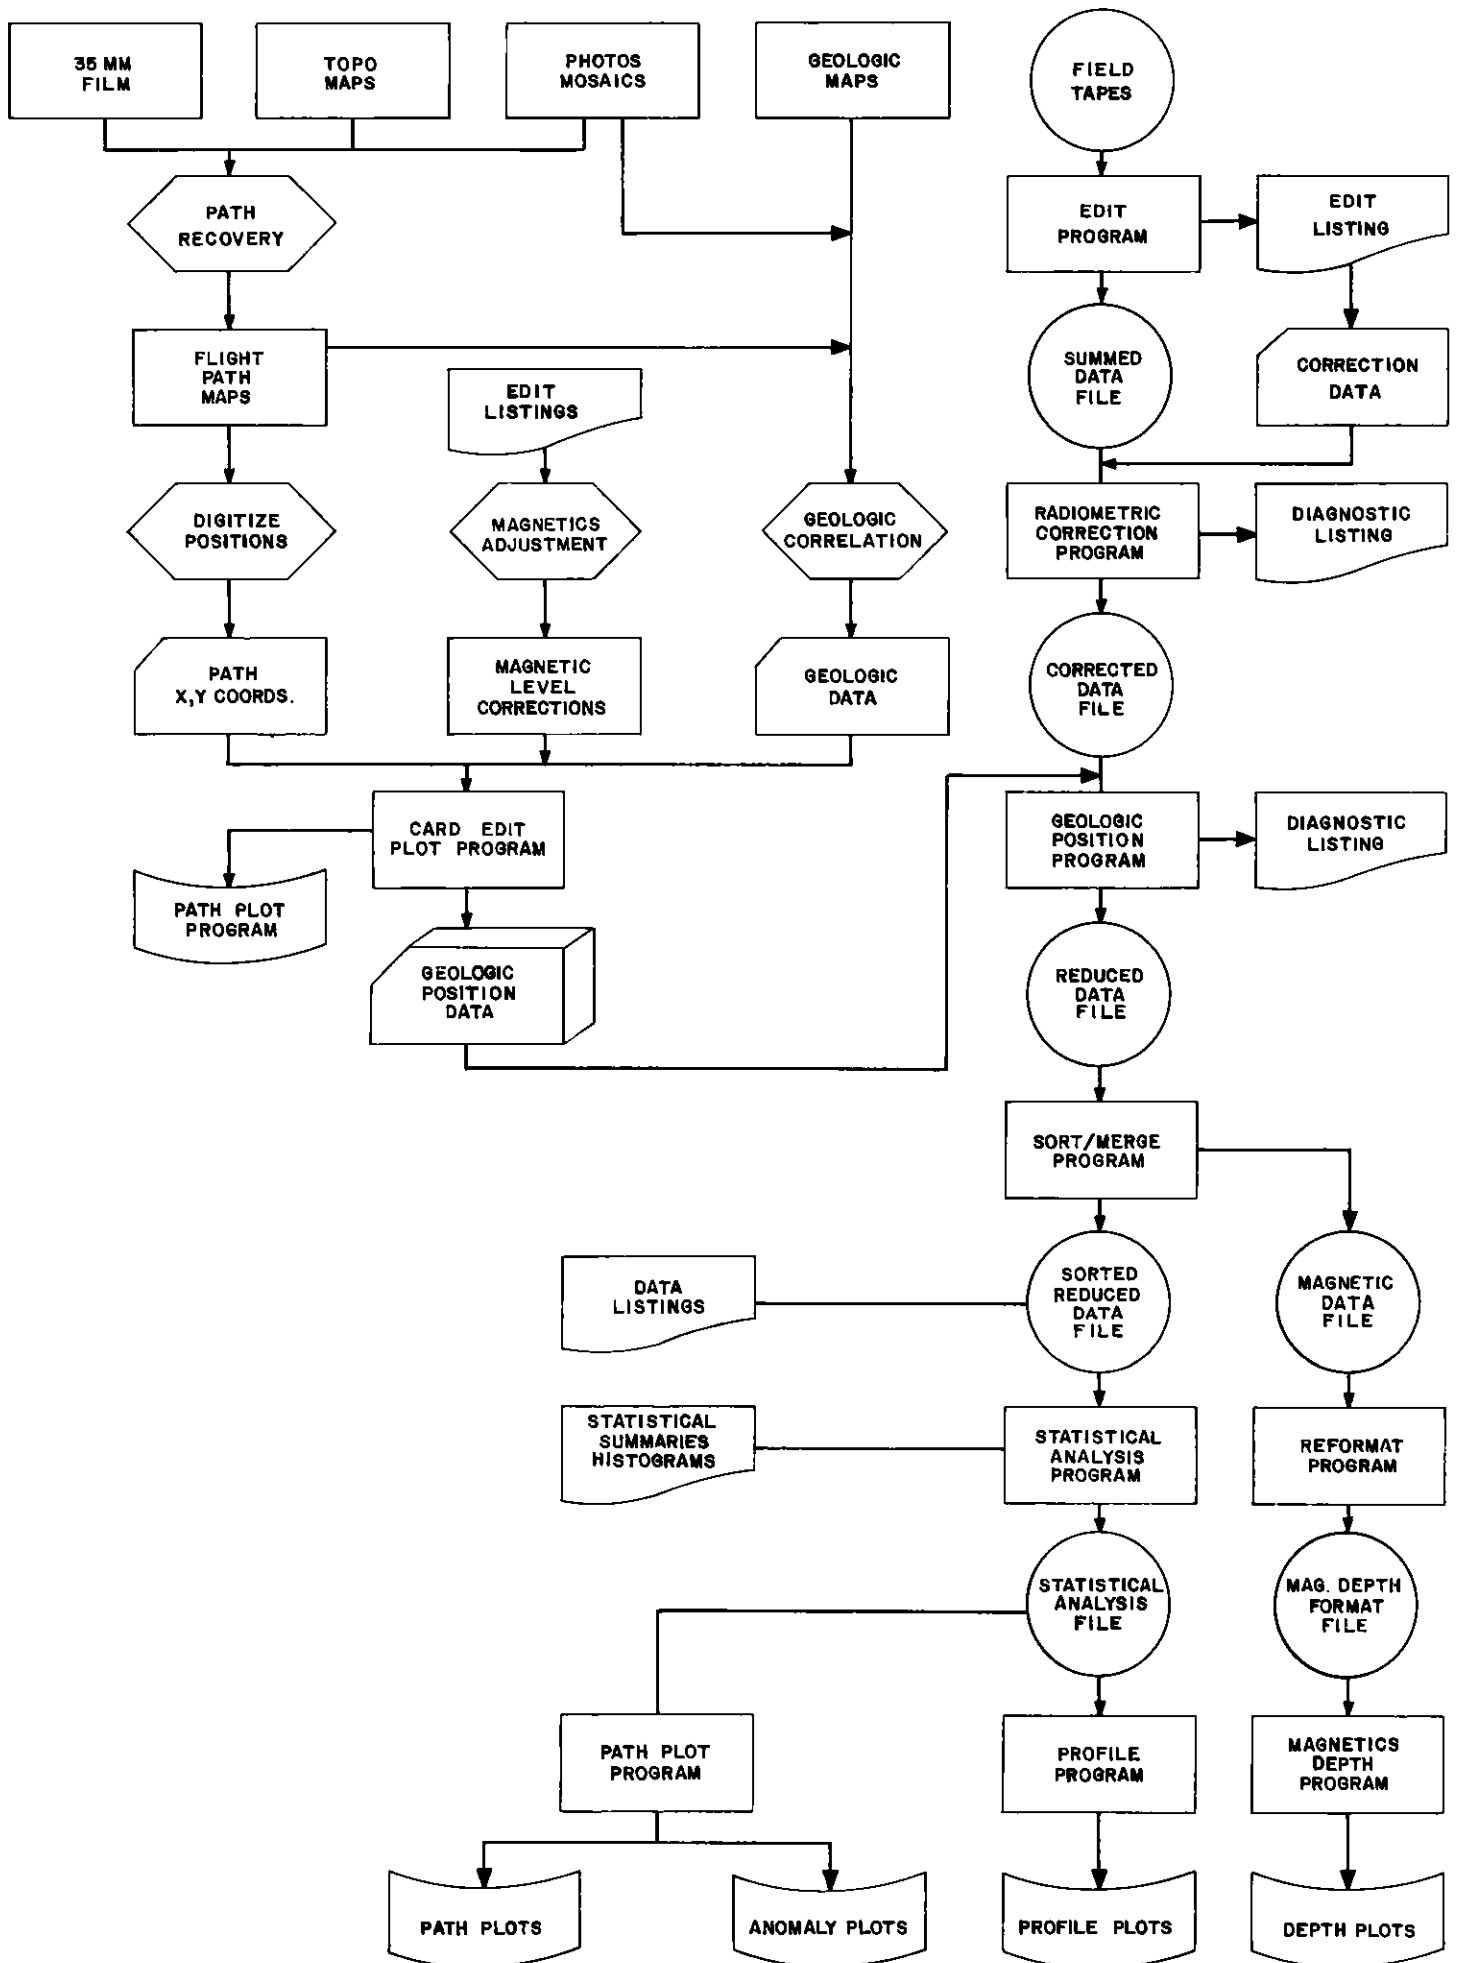 35 MM
FILM
TOPO
MAPS
PHOTOS
MOSAICS
GEOLOGIC
MAPS
FIELD
TAPES
PATH
RECOVERY
EDIT
PROGRAM
EDIT
LISTING
FLIGHT
PATH
MAPS
EDIT
LISTINGS
SUMMED
DATA
FILE
CORRECTION
DATA
DIGITIZE
POSITIONS
MAGNETICS
ADJUSTMENT
GEOLOGIC
CORRELATION
RADIOMETRIC
CORRECTION
PROGRAM
DIAGNOSTIC
LISTING
PATH
X,Y COORDS.
MAGNETIC
LEVEL
CORRECTIONS
GEOLOGIC
DATA
CORRECTED
DATA
FILE
CARD EDIT
PLOT PROGRAM
GEOLOGIC
POSITION
PROGRAM
DIAGNOSTIC
LISTING
PATH PLOT
PROGRAM
GEOLOGIC
POSITION
DATA
REDUCED
DATA
FILE
SORT/MERGE
PROGRAM
DATA
LISTINGS
SORTED
REDUCED
DATA
FILE
MAGNETIC
DATA
FILE
STATISTICAL
SUMMARIES
HISTOGRAMS
STATISTICAL
ANALYSIS
PROGRAM
REFORMAT
PROGRAM
STATISTICAL
ANALYSIS
FILE
MAG. DEPTH
FORMAT
FILE
PATH PLOT
PROGRAM
PROFILE
PROGRAM
MAGNETICS
DEPTH
PROGRAM
PATH PLOTS
ANOMALY PLOTS
PROFILE PLOTS
DEPTH PLOTS